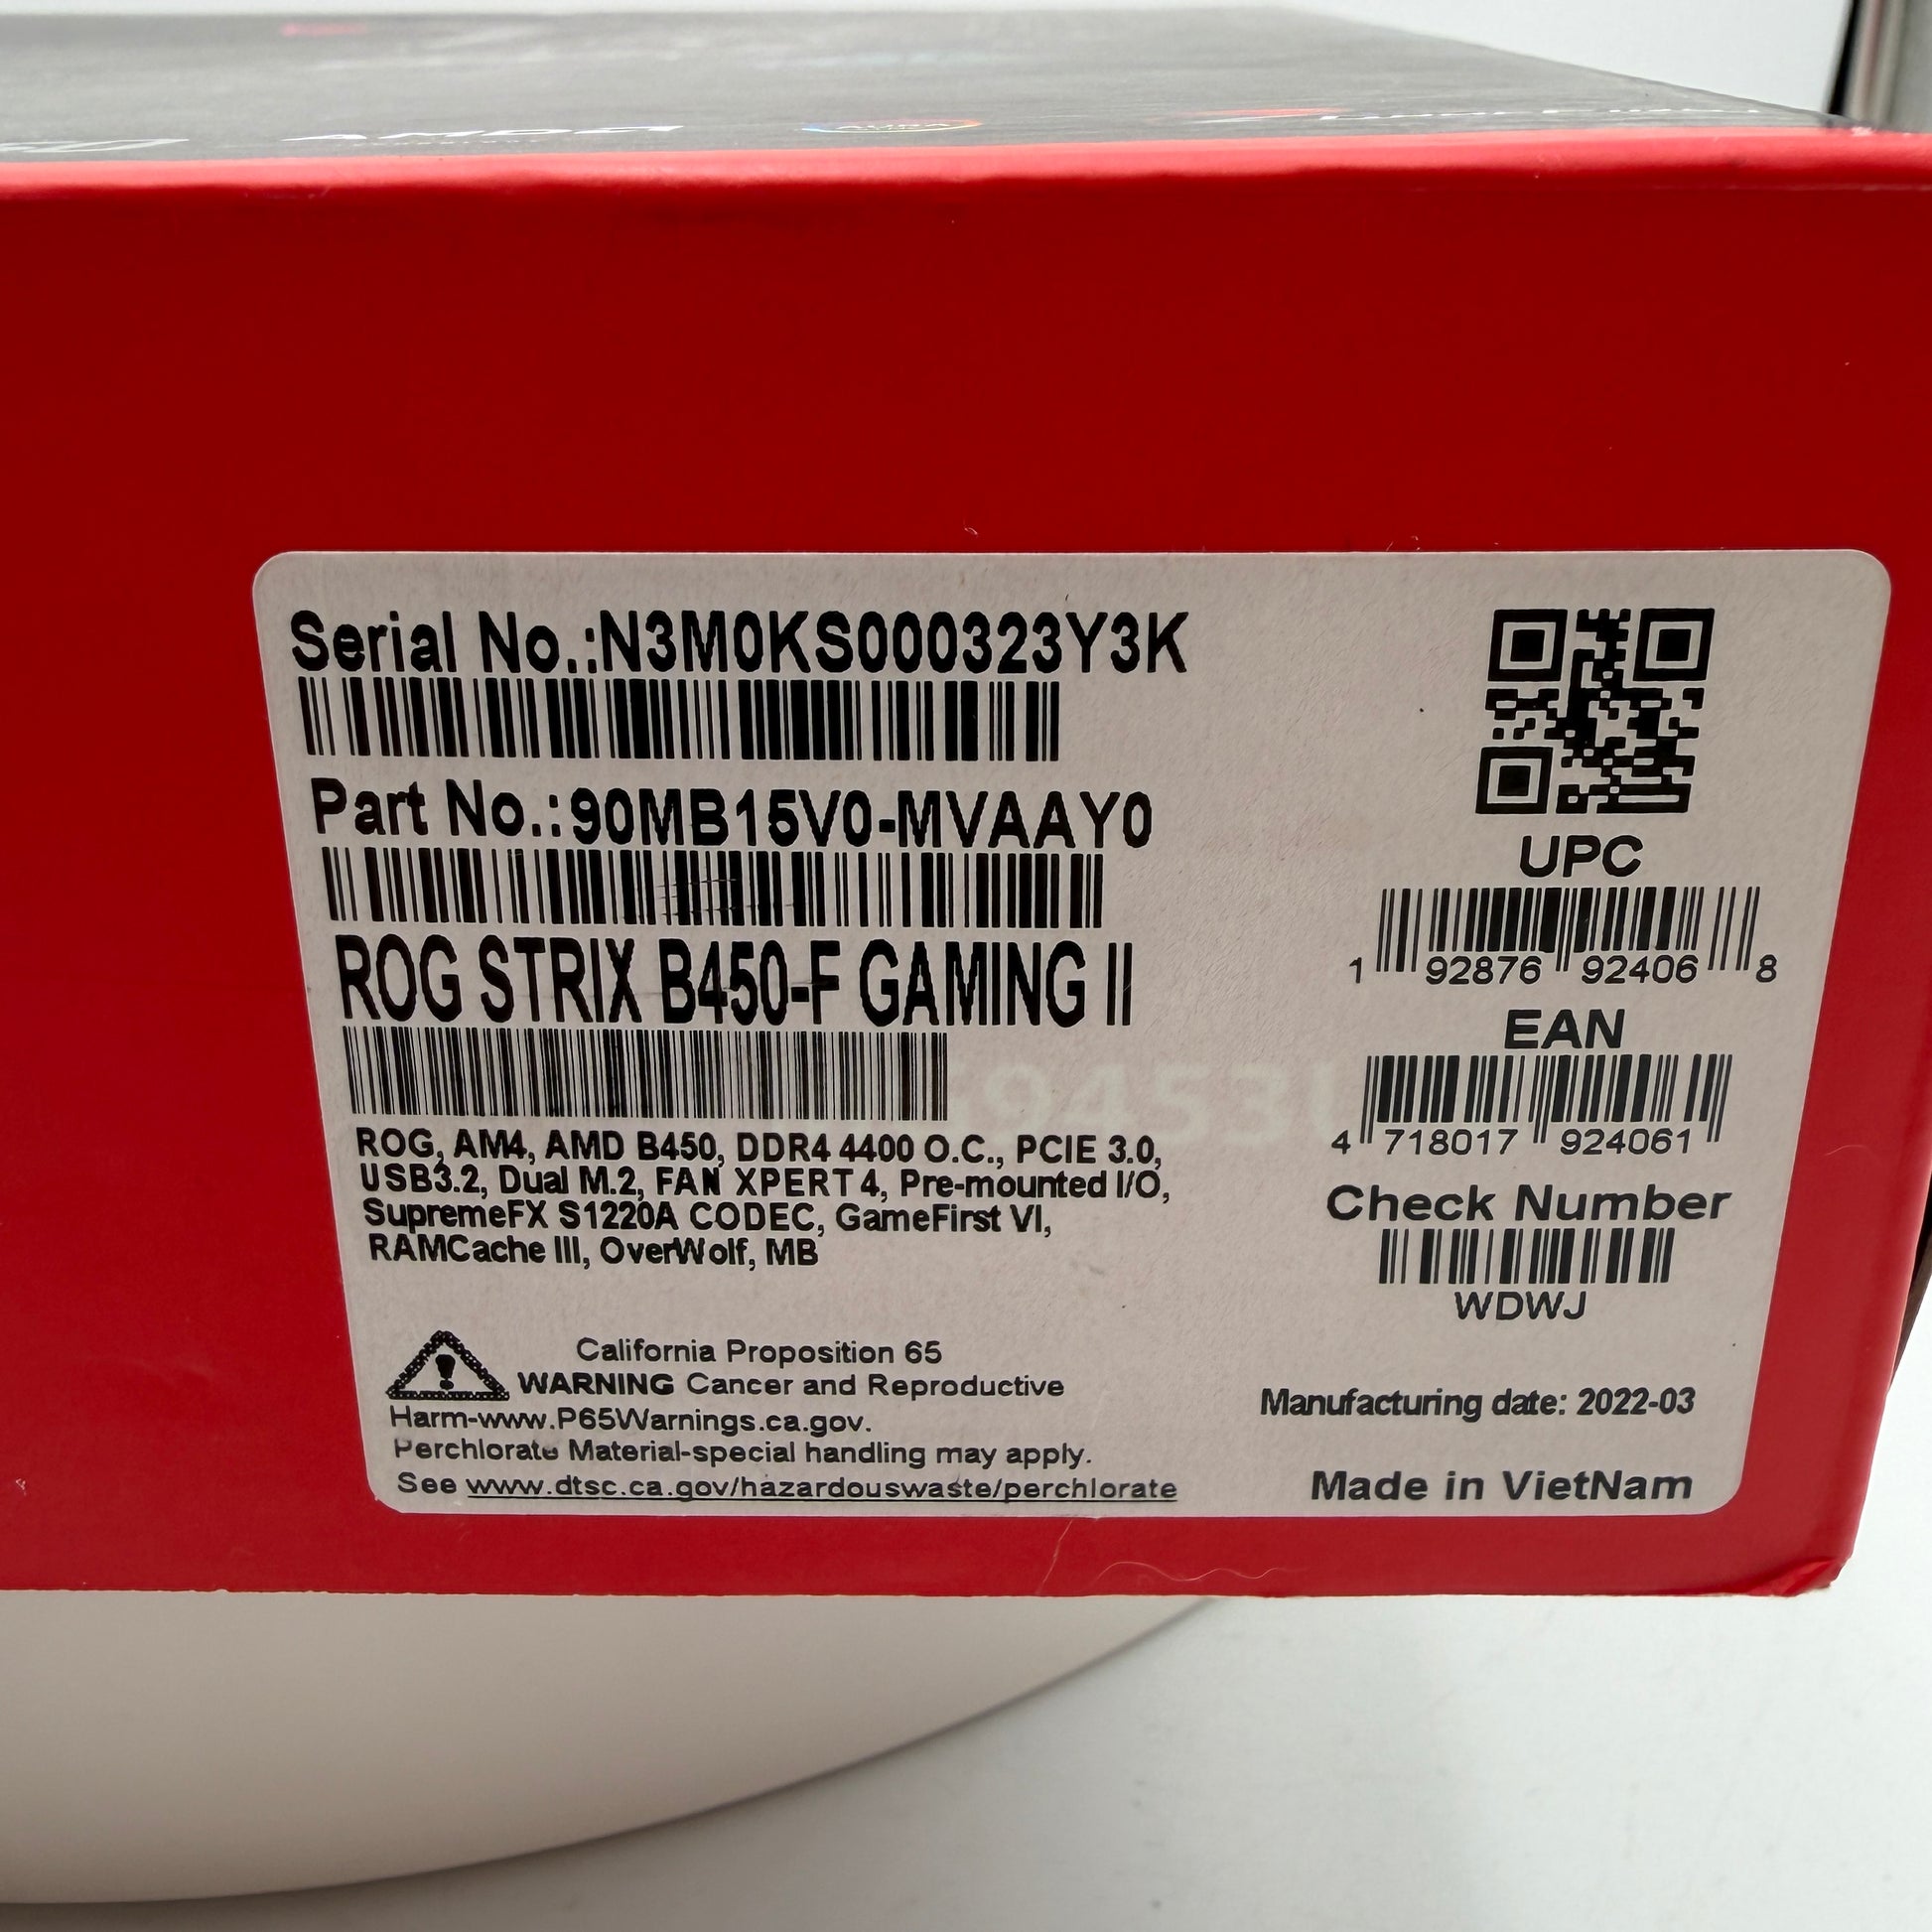 AMD
Serial No.:N3M0KS000323Y3K
Part No.:90MB15V0-MVAAY0
ROG STRIX B450-F GAMING II
ROG, AM4, AMD B450, DDR4 4400 O.C., PCIE 3.0,
USB3.2, Dual M.2, FAN XPERT 4, Pre-mounted I/O,
SupremeFX S1220A CODEC, GameFirst VI,
RAMCache III, OverWolf, MB
California Proposition 65
WARNING Cancer and Reproductive
Harm-www.P65Warnings.ca.gov.
Perchlorate Material-special handling may apply.
See www.dtsc.ca.gov/hazardouswaste/perchlorate
UPC
1 92876 92406 8
EAN
4 718017 924061
Check Number
WDWJ
Manufacturing date: 2022-03
Made in VietNam